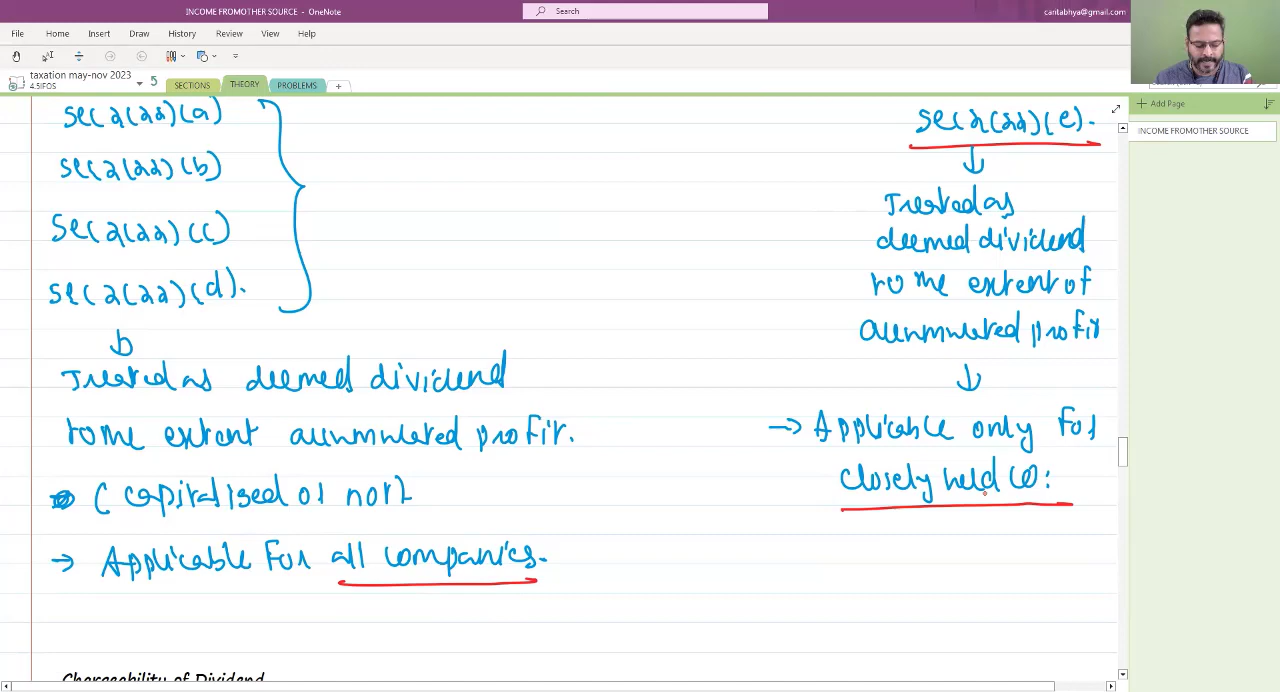 INCOME FROMOTHER SOURCE - OneNote
Search
cantabhya@gmail.com
File Home Insert Draw History Review View Help
taxation may-nov 2023
4.5IFOS
SECTIONS THEORY PROBLEMS
Add Page
INCOME FROMOTHER SOURCE
Sec 2(22)(a)
Sec 2(22)(b)
Sec 2(22)(c)
Sec 2(22)(d).
Treated as deemed dividend
to the extent accumulated profit.
( capitalised or not)
→ Applicable for all companies.
Sec 2(22)(e).
↓
Treated as
deemed dividend
to the extent of
accumulated profit
↓
→ Applicable only for
closely held co:
Chargeability of Dividend